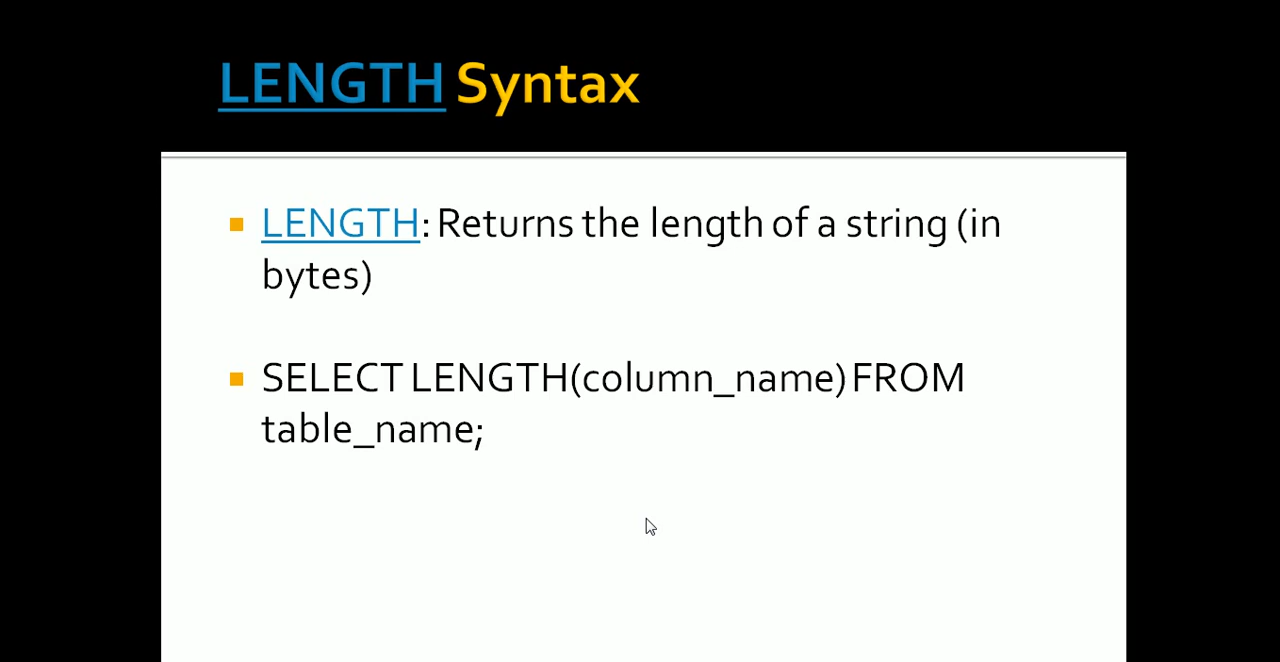 LENGTH Syntax
LENGTH: Returns the length of a string (in
bytes)
SELECT LENGTH(column_name) FROM
table_name;